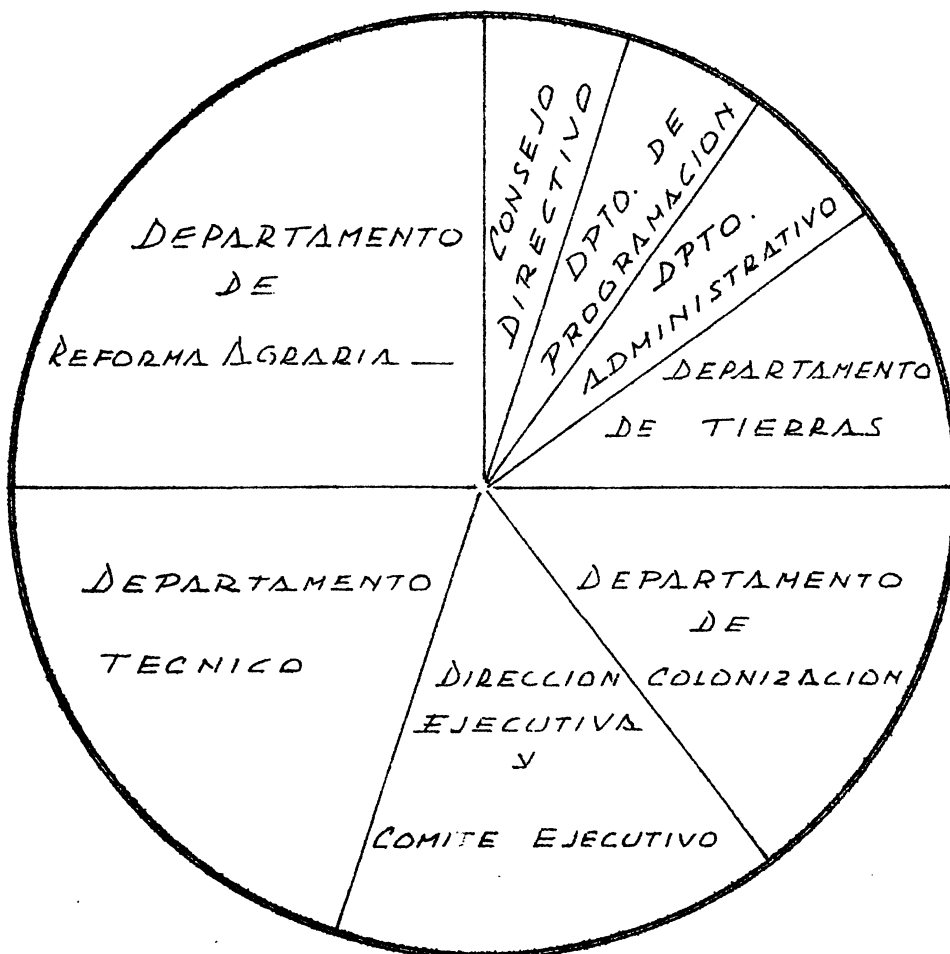 CONSEJO
DIRECTIVO
DPTO. DE
PROGRAMACION
DPTO.
ADMINISTRATIVO
DEPARTAMENTO
DE TIERRAS
DEPARTAMENTO
DE
COLONIZACION
DIRECCION
EJECUTIVA
Y
COMITE EJECUTIVO
DEPARTAMENTO
TECNICO
DEPARTAMENTO
DE
REFORMA AGRARIA —